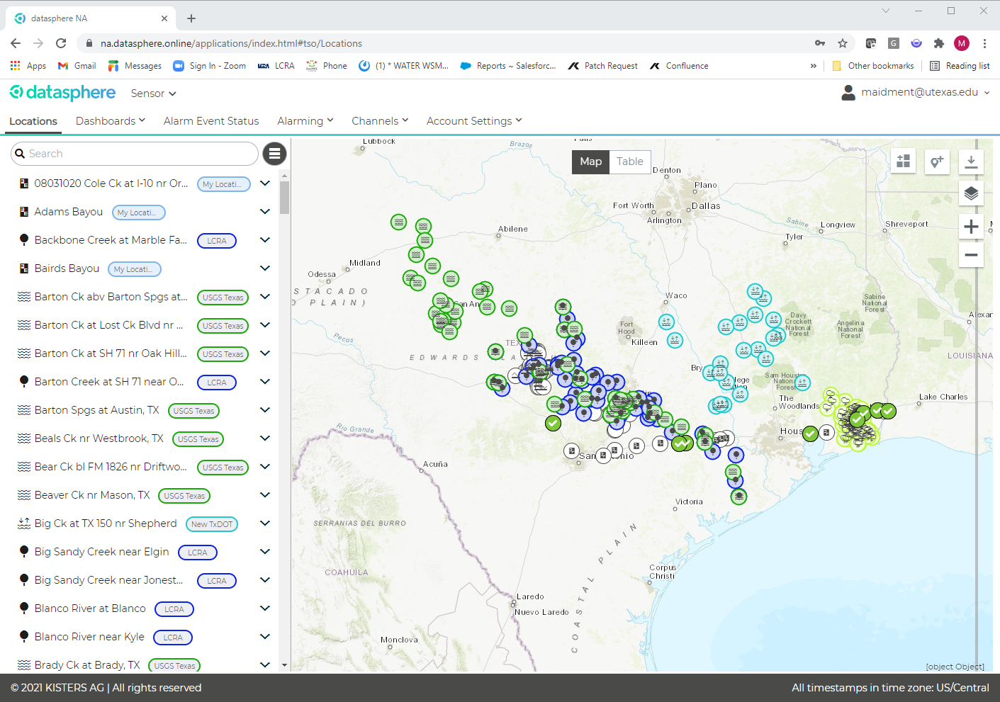 datasphere NA
na.datasphere.online/applications/index.html#tso/Locations
M
Apps
Gmail
Messages
Sign In - Zoom
LCRA
LCRA
Phone
(1) * WATER WSM...
Reports ~ Salesforc...
Patch Request
Confluence
»
Other bookmarks
Reading list
datasphere
Sensor
maidment@utexas.edu
Locations
Dashboards
Alarm Event Status
Alarming
Channels
Account Settings
Search
08031020 Cole Ck at I-10 nr Or... My Locati...
Adams Bayou My Locati...
Backbone Creek at Marble Fa... LCRA
Bairds Bayou My Locati...
Barton Ck abv Barton Spgs at... USGS Texas
Barton Ck at Lost Ck Blvd nr ... USGS Texas
Barton Ck at SH 71 nr Oak Hill... USGS Texas
Barton Creek at SH 71 near O... LCRA
Barton Spgs at Austin, TX USGS Texas
Beals Ck nr Westbrook, TX USGS Texas
Bear Ck bl FM 1826 nr Driftwo... USGS Texas
Beaver Ck nr Mason, TX USGS Texas
Big Ck at TX 150 nr Shepherd New TxDOT
Big Sandy Creek near Elgin LCRA
Big Sandy Creek near Jonest... LCRA
Blanco River at Blanco LCRA
Blanco River near Kyle LCRA
Brady Ck at Brady, TX USGS Texas
Map
Table
Lubbock
Brazos
Falls
Denton
Plano
Fort Worth
Dallas
Arlington
Sabine
Longview
Shreveport
Tyler
Abilene
Midland
Odessa
STACADO
PLAIN)
San An
Pecos
Waco
Fort
Hood
Killeen
Davy
Crockett
National
Forest
Sabine
National
Forest
Angelina
National
Forest
Alexan
LOUISIANA
TEX
EDWARDS
Bry
lege
Sam Houston
National
Forest
The
Woodlands
Lake Charles
Hous
Rio Grande
Acuña
San
onio
Victoria
SERRANIAS DEL BURRO
COAHUILA
COASTAL PLAIN
Corpus
Christi
Laredo
Nuevo Laredo
Monclova
[object Object]
© 2021 KISTERS AG | All rights reserved
All timestamps in time zone: US/Central